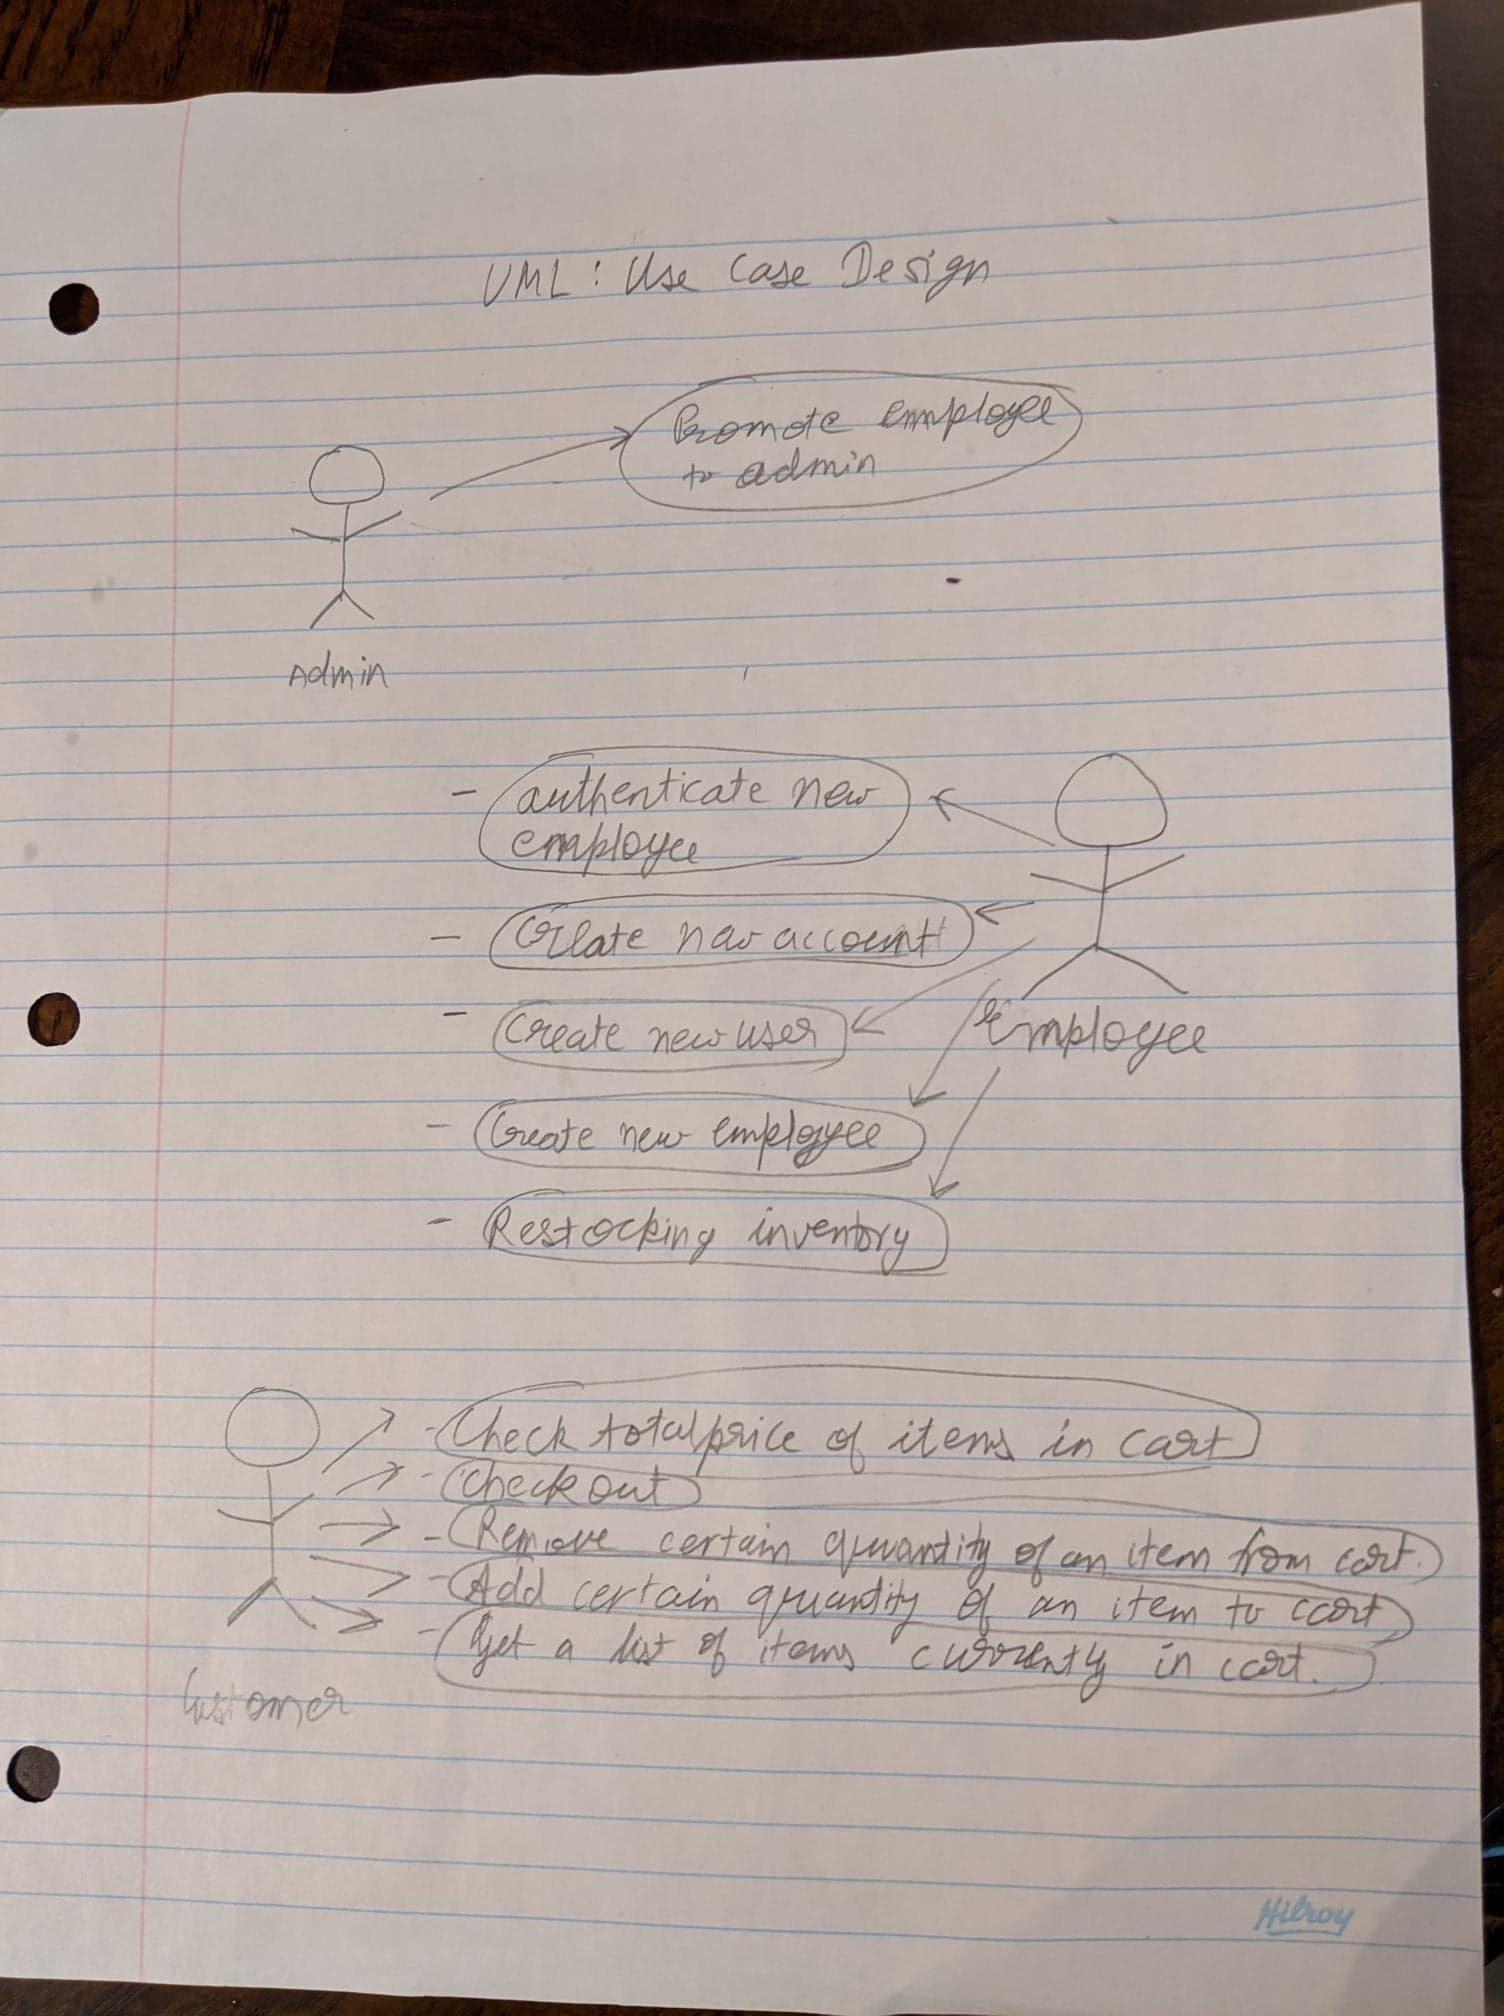 UML: Use Case Design
Promote employee
to admin
Admin
- authenticate new
employee
- Create new account
- Create new user
Employee
- Create new employee
- Restocking inventory
- Check total price of items in cart
- Check out
- Remove certain quantity of an item from cart.
- Add certain quantity of an item to cart
- Get a list of items currently in cart.
Customer
Hilroy